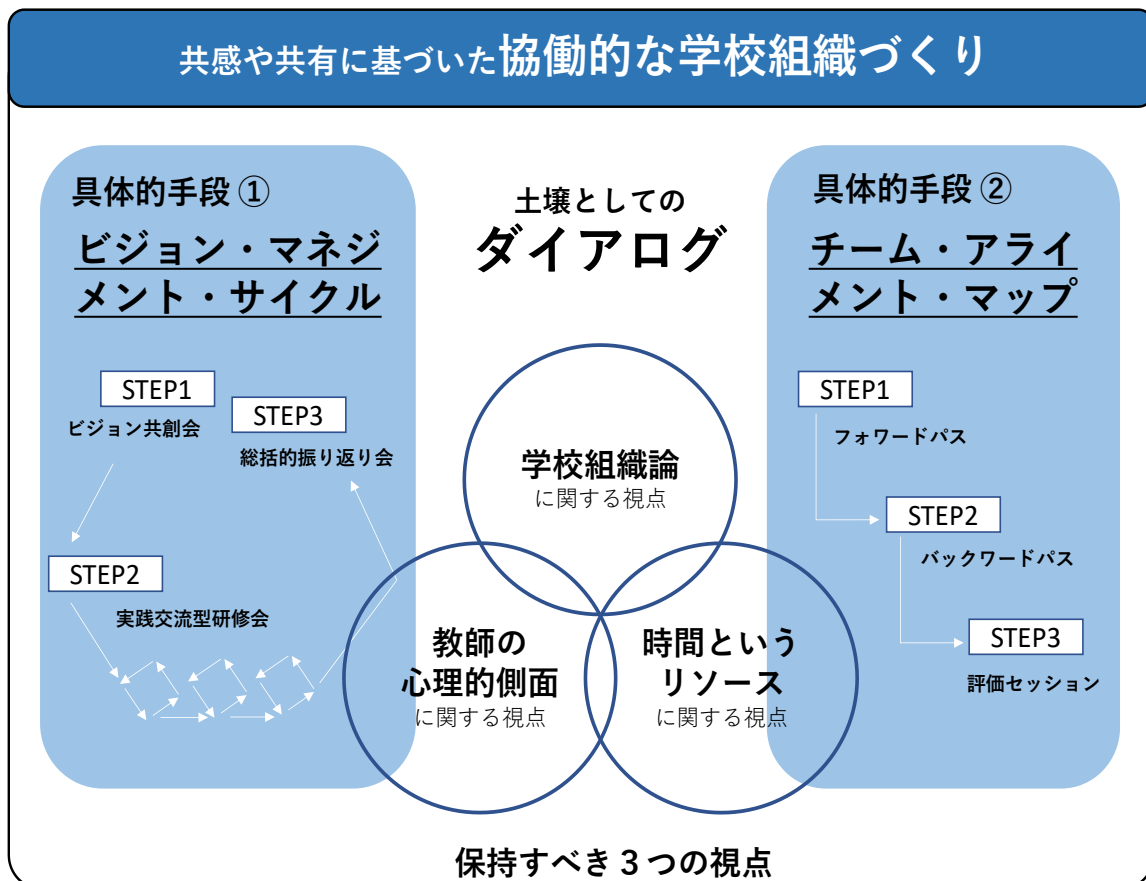 共感や共有に基づいた協働的な学校組織づくり
具体的手段 ①
ビジョン・マネジ
メント・サイクル
STEP1
ビジョン共創会
STEP3
総括的振り返り会
STEP2
実践交流型研修会
土壌としての
ダイアログ
学校組織論
に関する視点
教師の
心理的側面
に関する視点
時間という
リソース
に関する視点
保持すべき３つの視点
具体的手段 ②
チーム・アライ
メント・マップ
STEP1
フォワードパス
STEP2
バックワードパス
STEP3
評価セッション